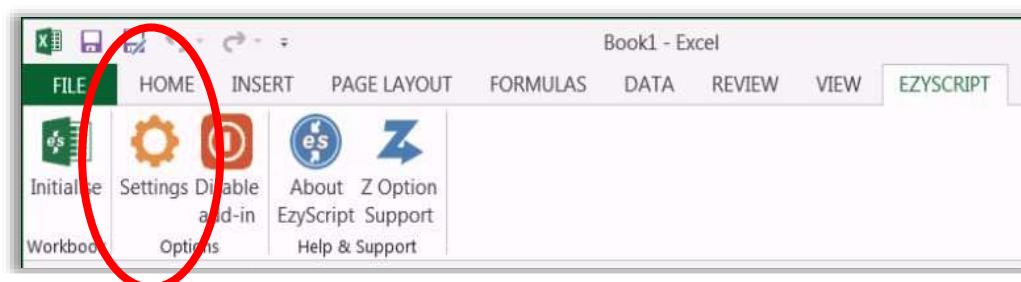 Book1 - Excel
FILE HOME INSERT PAGE LAYOUT FORMULAS DATA REVIEW VIEW EZYSCRIPT
Initialise Settings Disable add-in About EzyScript Z Option Support
Workbook Options Help & Support